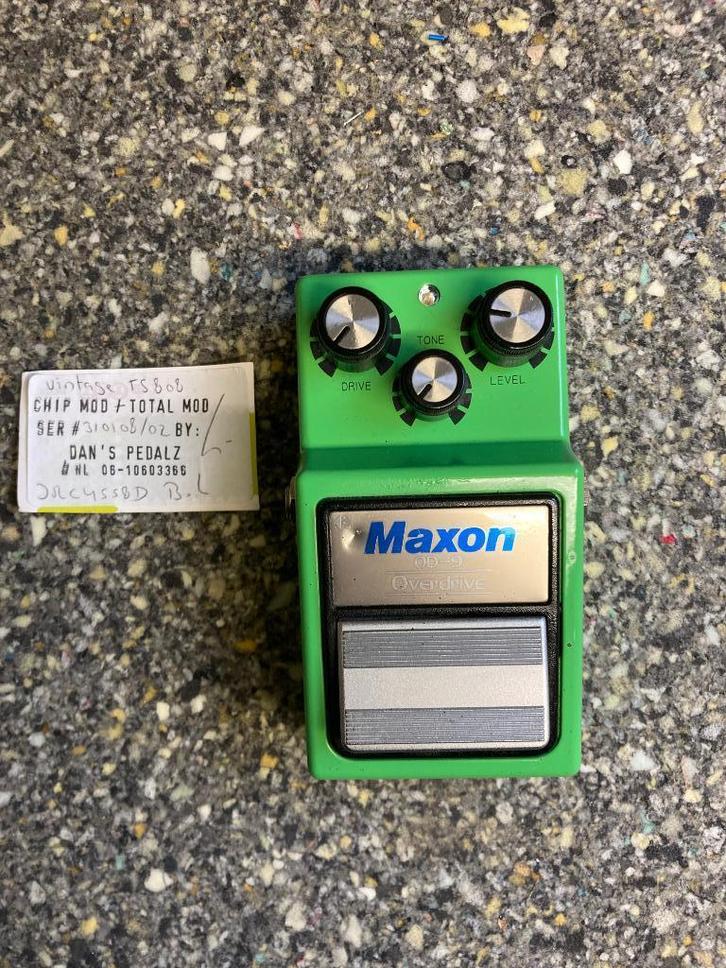 vintage TS808
CHIP MOD / TOTAL MOD
SER # 310108/02 BY:
DAN'S PEDALZ
# NL 06-10603366
JRC4558D
TONE
DRIVE
LEVEL
Maxon
OD-9
Overdrive